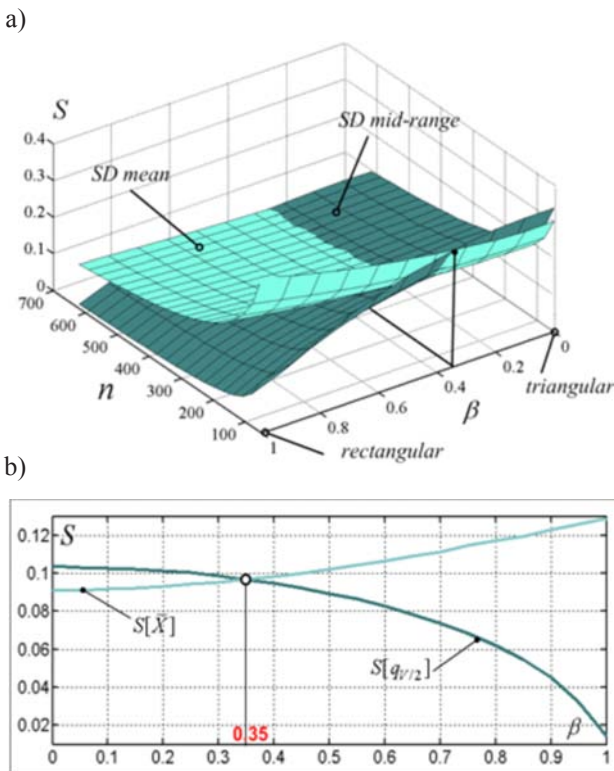 a)
S
SD mid-range
SD mean
0.4
0.3
0.2
0.1
0
700
600
500
400
300
200
100
n
1
0.8
0.6
0.4
0.2
0
β
triangular
rectangular
b)
S
0.12
0.1
0.08
0.06
0.04
0.02
S[X̄]
S[q_{V/2}]
0.35
β
0 0.1 0.2 0.3 0.4 0.5 0.6 0.7 0.8 0.9 1